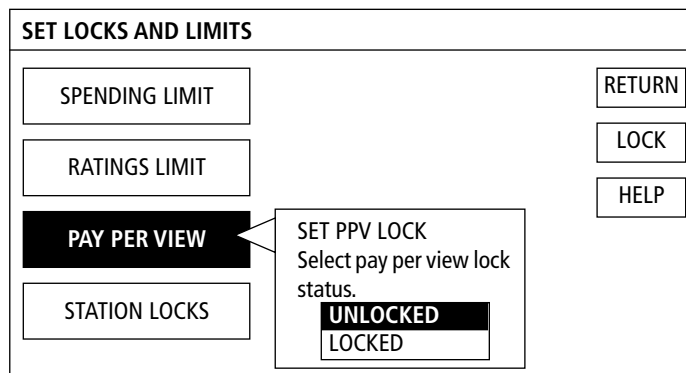 SET LOCKS AND LIMITS
SPENDING LIMIT
RATINGS LIMIT
PAY PER VIEW
STATION LOCKS
SET PPV LOCK
Select pay per view lock
status.
UNLOCKED
LOCKED
RETURN
LOCK
HELP